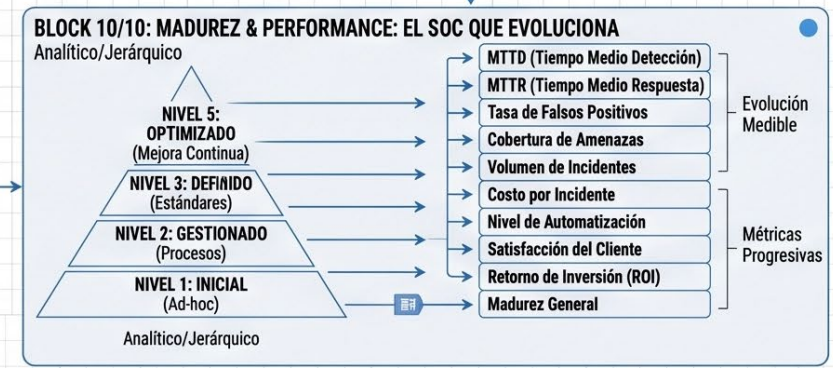 BLOCK 10/10: MADUREZ & PERFORMANCE: EL SOC QUE EVOLUCIONA
Analítico/Jerárquico
NIVEL 5:
OPTIMIZADO
(Mejora Continua)
NIVEL 3: DEFINIDO
(Estándares)
NIVEL 2: GESTIONADO
(Procesos)
NIVEL 1: INICIAL
(Ad-hoc)
Analítico/Jerárquico
MTTD (Tiempo Medio Detección)
MTTR (Tiempo Medio Respuesta)
Tasa de Falsos Positivos
Cobertura de Amenazas
Volumen de Incidentes
Costo por Incidente
Nivel de Automatización
Satisfacción del Cliente
Retorno de Inversión (ROI)
Madurez General
Evolución
Medible
Métricas
Progresivas